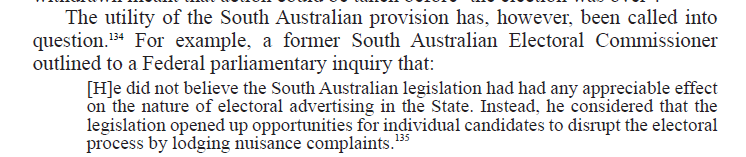 The utility of the South Australian provision has, however, been called into
question.¹³⁴ For example, a former South Australian Electoral Commissioner
outlined to a Federal parliamentary inquiry that:
[H]e did not believe the South Australian legislation had had any appreciable effect
on the nature of electoral advertising in the State. Instead, he considered that the
legislation opened up opportunities for individual candidates to disrupt the electoral
process by lodging nuisance complaints.¹³⁵